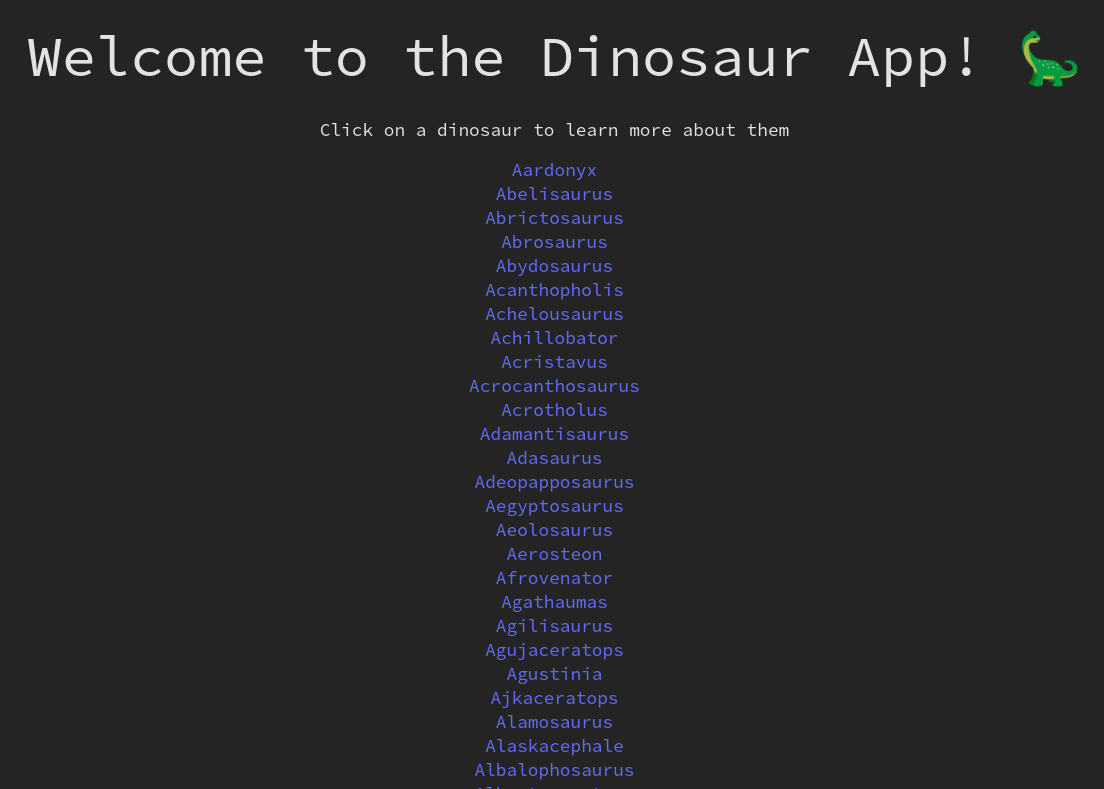 Welcome to the Dinosaur App! 🦕
Click on a dinosaur to learn more about them
Aardonyx
Abelisaurus
Abrictosaurus
Abrosaurus
Abydosaurus
Acanthopholis
Achelousaurus
Achillobator
Acristavus
Acrocanthosaurus
Acrotholus
Adamantisaurus
Adasaurus
Adeopapposaurus
Aegyptosaurus
Aeolosaurus
Aerosteon
Afrovenator
Agathaumas
Agilisaurus
Agujaceratops
Agustinia
Ajkaceratops
Alamosaurus
Alaskacephale
Albalophosaurus